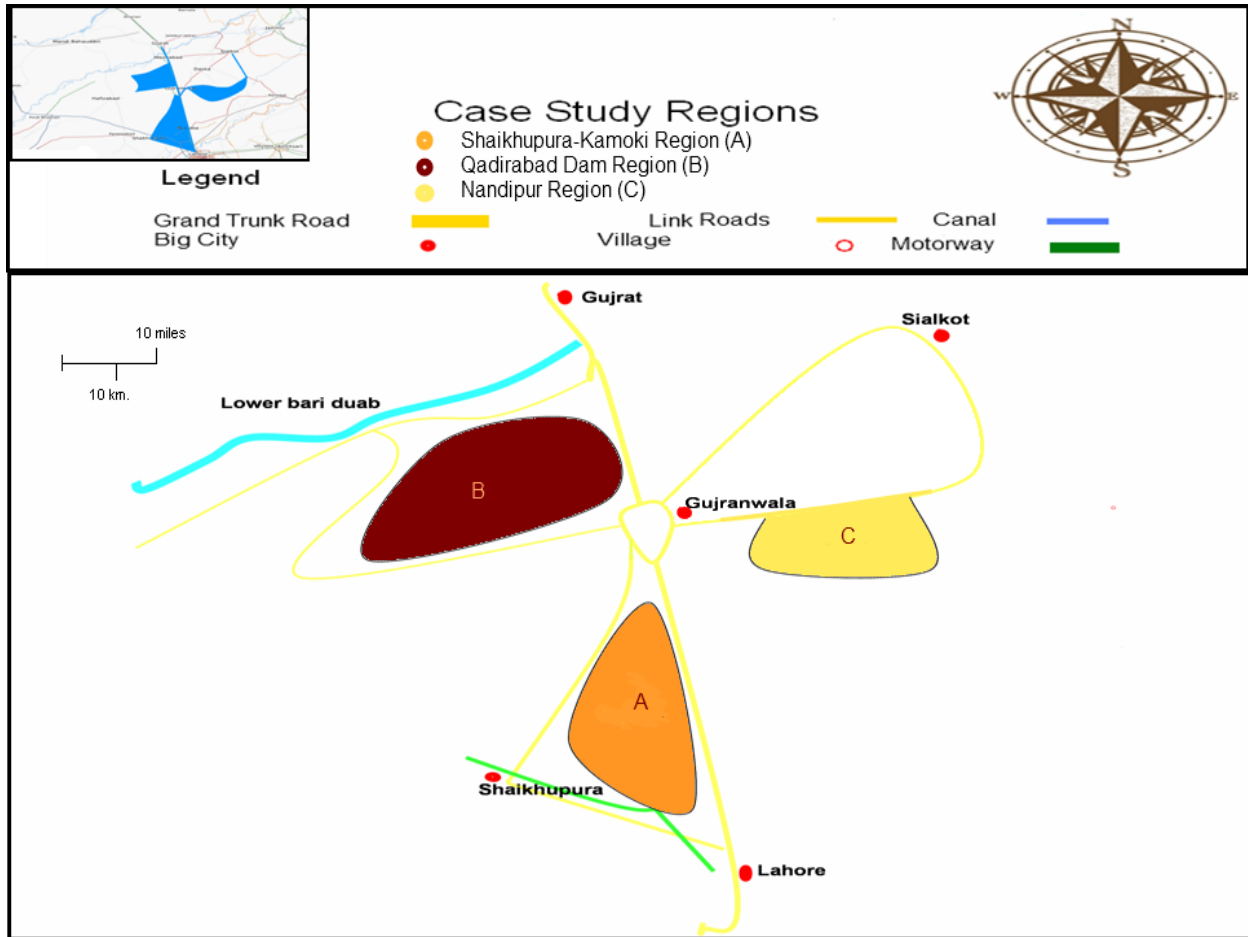 N
W
E
S
Case Study Regions
Shaikhupura-Kamoki Region (A)
Qadirabad Dam Region (B)
Nandipur Region (C)
Legend
Grand Trunk Road Link Roads Canal
Big City Village Motorway
Gujrat
Sialkot
10 miles
10 km.
Lower bari duab
B
Gujranwala
C
A
Shaikhupura
Lahore